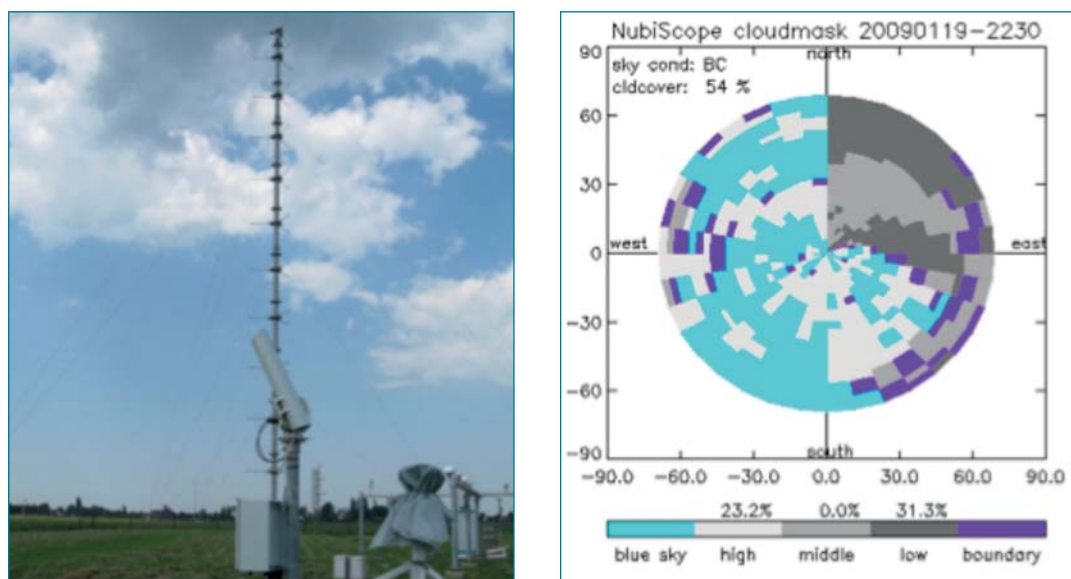 NubiScope cloudmask 20090119-2230
90
north
sky cond: BC
cldcover: 54 %
60
30
west
0
east
-30
-60
-90
south
-90.0 -60.0 -30.0 0.0 30.0 60.0 90.0
23.2% 0.0% 31.3%
blue sky high middle low boundary